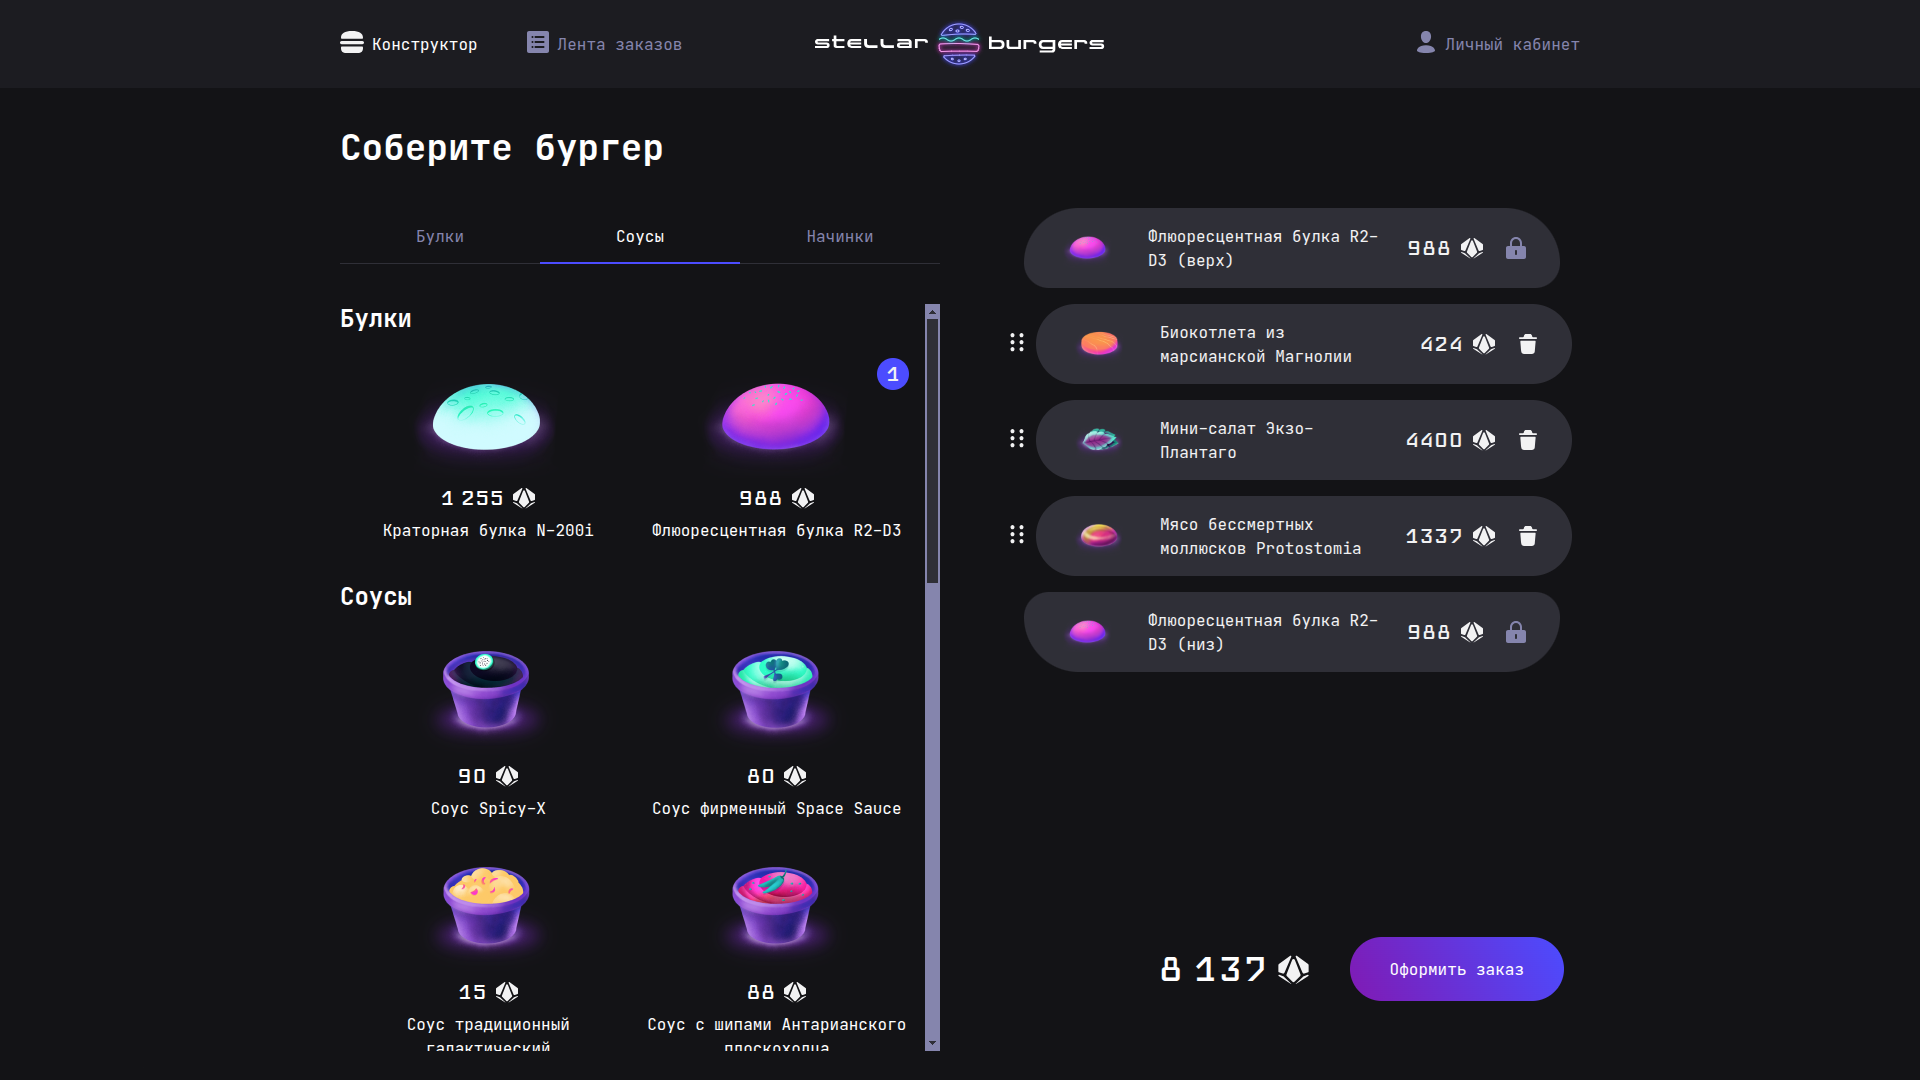 Конструктор
Лента заказов
stellar burgers
Личный кабинет
Соберите бургер
Булки
Соусы
Начинки
Булки
1
1 255
988
Краторная булка N-200i
Флюоресцентная булка R2-D3
Соусы
90
80
Соус Spicy-X
Соус фирменный Space Sauce
15
88
Соус традиционный
галактический
Соус с шипами Антарианского
плоскоходца
Флюоресцентная булка R2-
D3 (верх)
988
Биокотлета из
марсианской Магнолии
424
Мини-салат Экзо-
Плантаго
4400
Мясо бессмертных
моллюсков Protostomia
1337
Флюоресцентная булка R2-
D3 (низ)
988
8 137
Оформить заказ